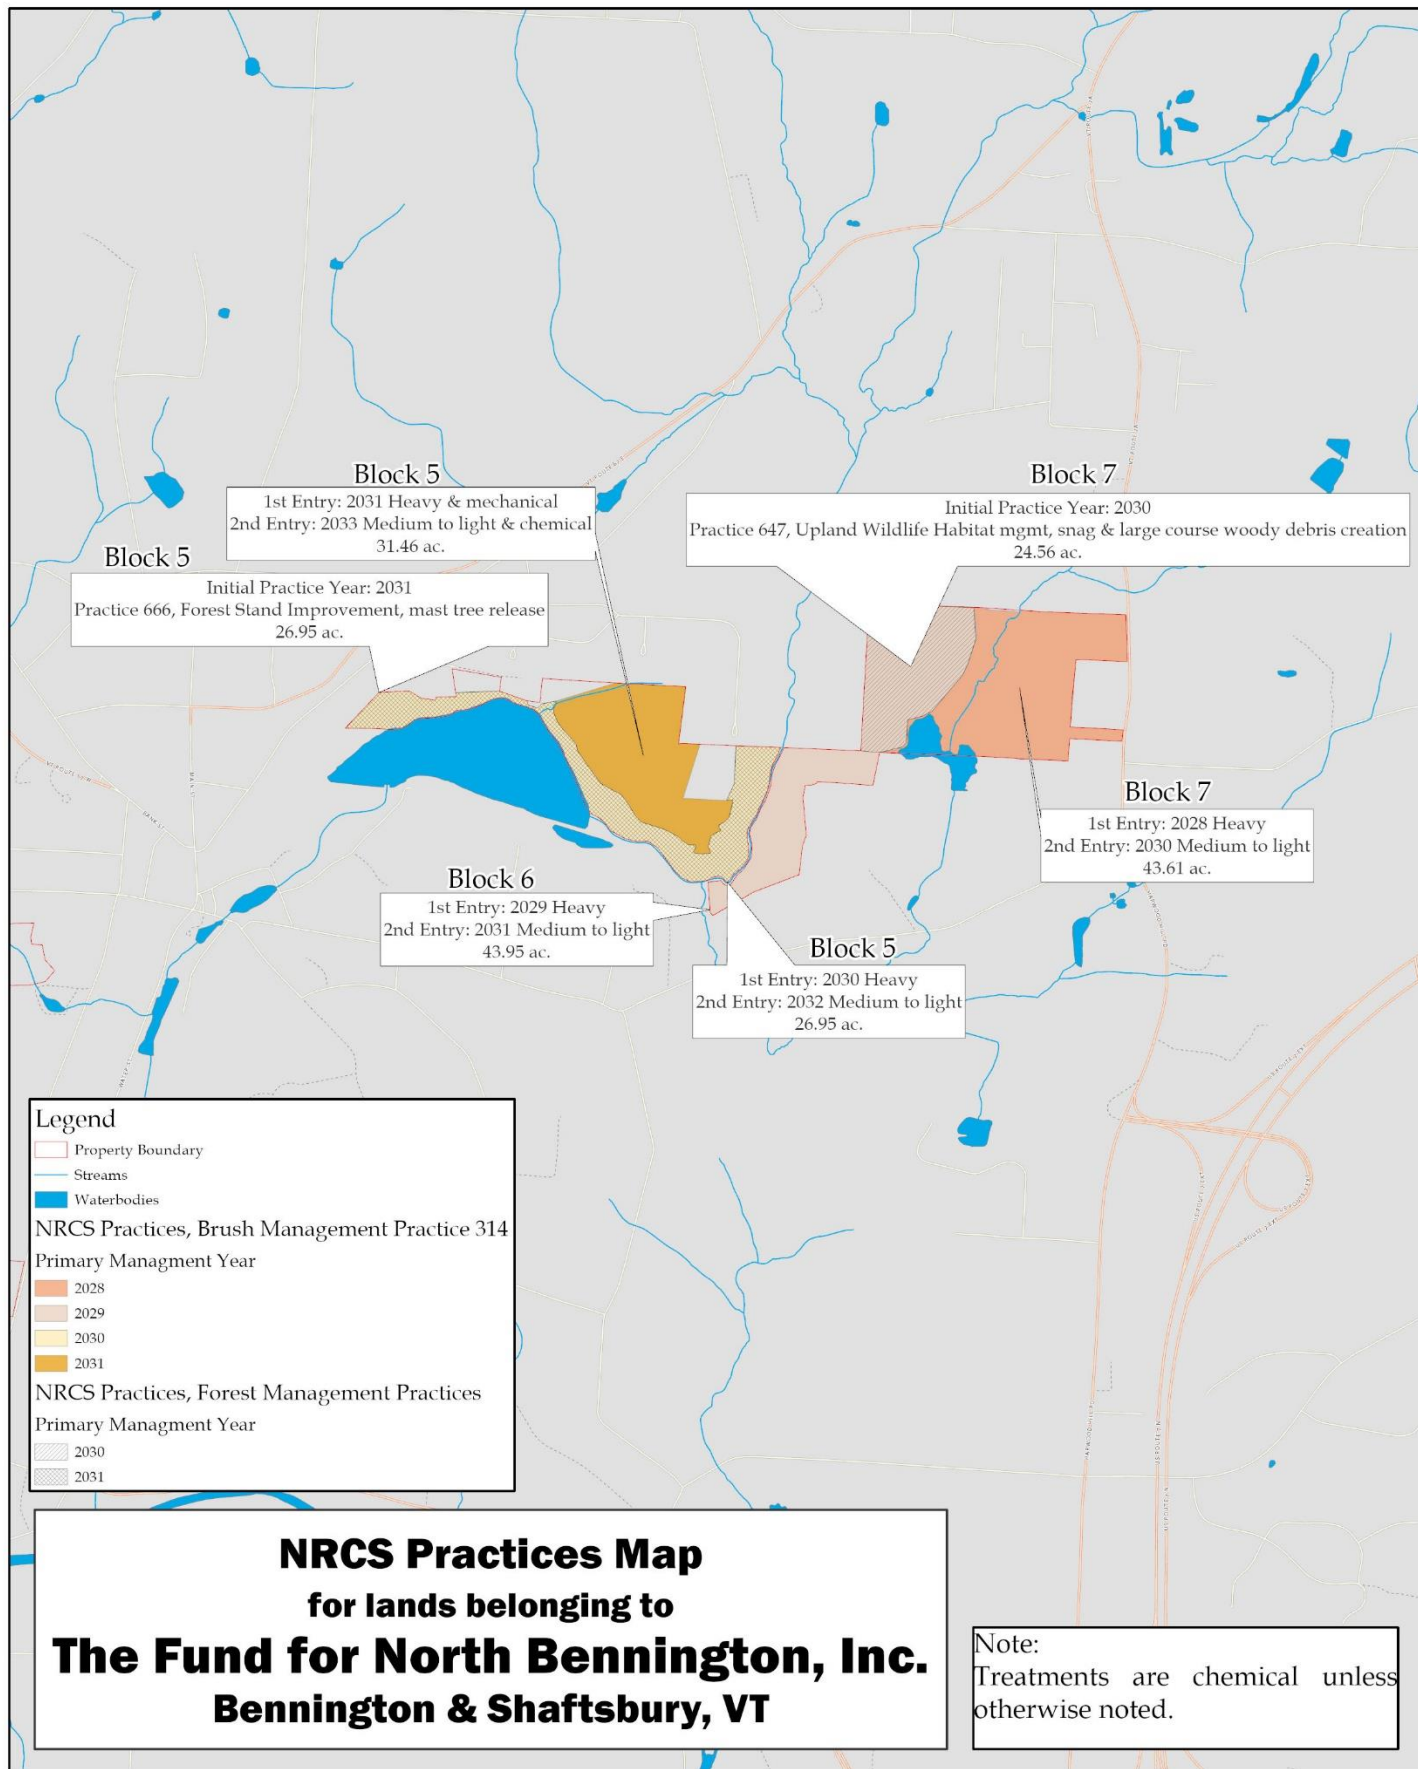 Block 5
1st Entry: 2031 Heavy & mechanical
2nd Entry: 2033 Medium to light & chemical
31.46 ac.
Block 7
Initial Practice Year: 2030
Practice 647, Upland Wildlife Habitat mgmt, snag & large course woody debris creation
24.56 ac.
Block 5
Initial Practice Year: 2031
Practice 666, Forest Stand Improvement, mast tree release
26.95 ac.
Block 7
1st Entry: 2028 Heavy
2nd Entry: 2030 Medium to light
43.61 ac.
Block 6
1st Entry: 2029 Heavy
2nd Entry: 2031 Medium to light
43.95 ac.
Block 5
1st Entry: 2030 Heavy
2nd Entry: 2032 Medium to light
26.95 ac.
MAIN ST
BANK ST
WATER ST
Legend
Property Boundary
Streams
Waterbodies
NRCS Practices, Brush Management Practice 314
Primary Managment Year
2028
2029
2030
2031
NRCS Practices, Forest Management Practices
Primary Managment Year
2030
2031
NRCS Practices Map
for lands belonging to
The Fund for North Bennington, Inc.
Bennington & Shaftsbury, VT
Note:
Treatments are chemical unless
otherwise noted.